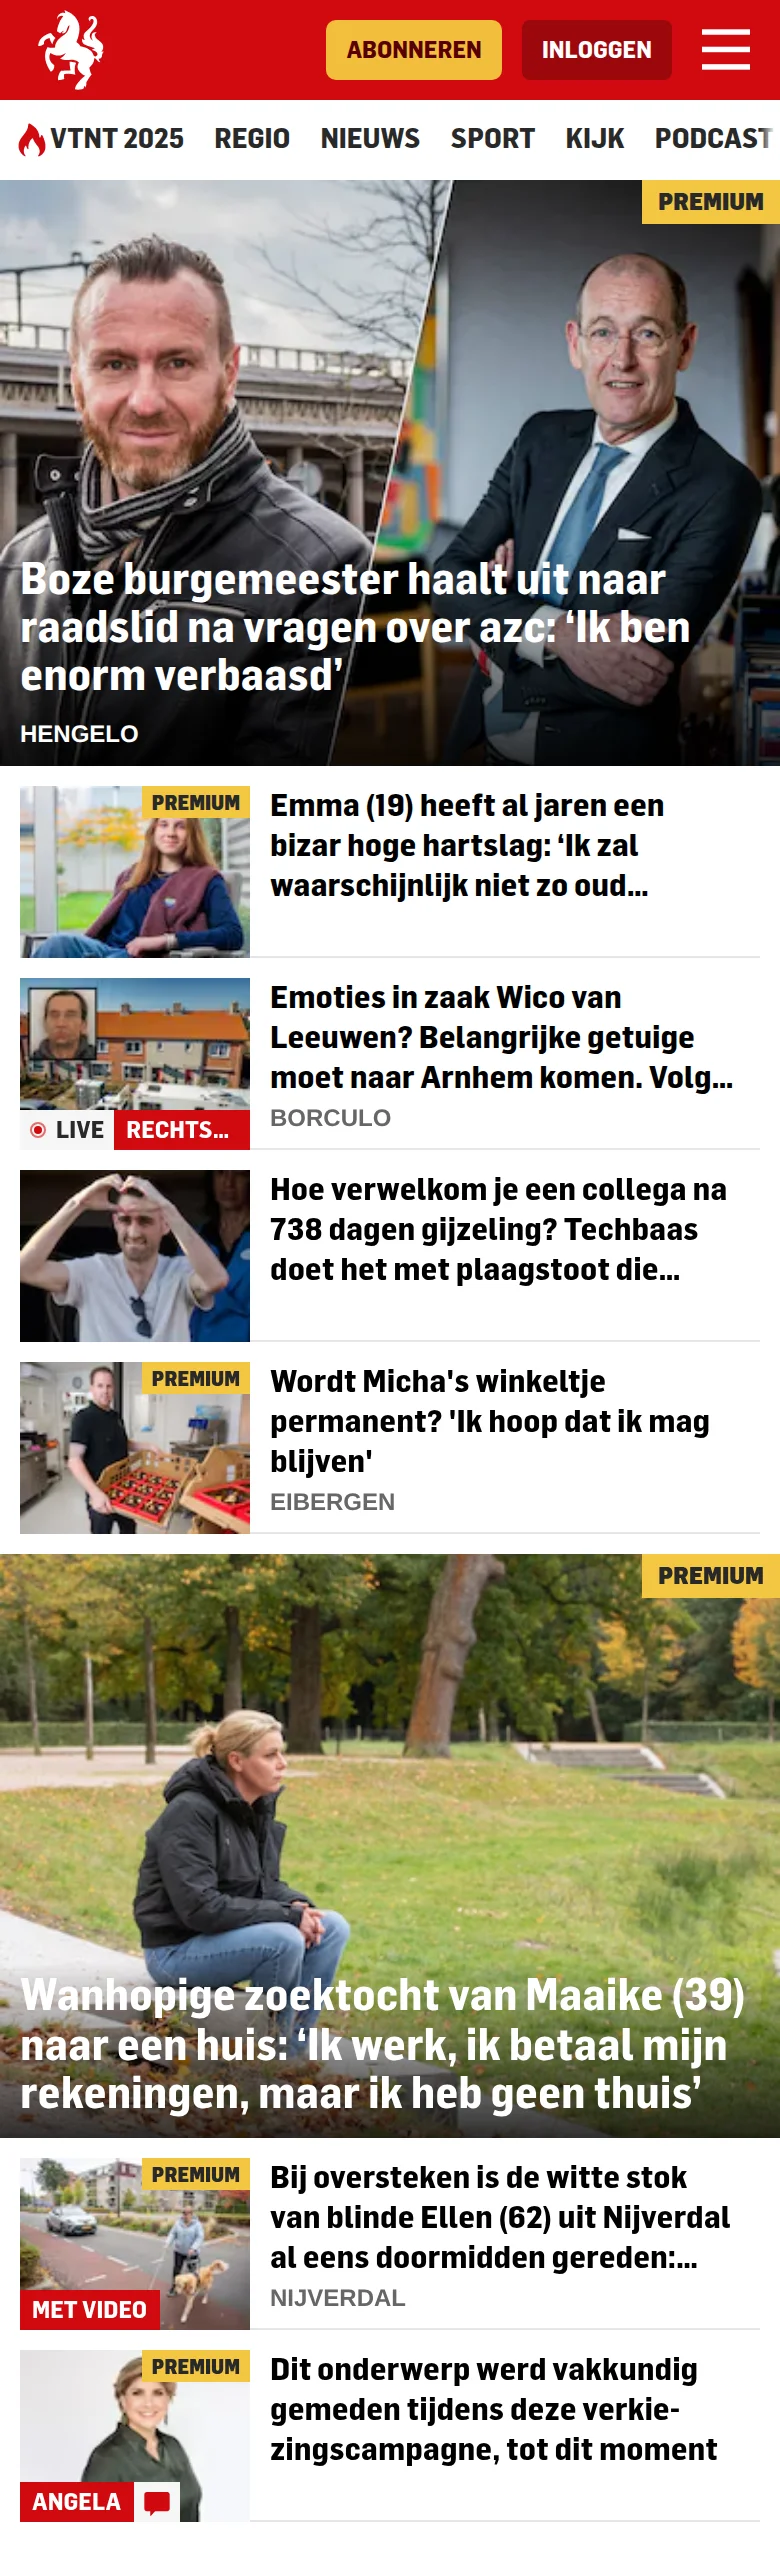 ABONNEREN
INLOGGEN
VTNT 2025 REGIO NIEUWS SPORT KIJK PODCAST
PREMIUM
Boze burgemeester haalt uit naar
raadslid na vragen over azc: ‘Ik ben
enorm verbaasd’
HENGELO
PREMIUM
Emma (19) heeft al jaren een
bizar hoge hartslag: ‘Ik zal
waarschijnlijk niet zo oud...
Emoties in zaak Wico van
Leeuwen? Belangrijke getuige
moet naar Arnhem komen. Volg...
BORCULO
LIVE RECHTS...
Hoe verwelkom je een collega na
738 dagen gijzeling? Techbaas
doet het met plaagstoot die...
PREMIUM
Wordt Micha's winkeltje
permanent? 'Ik hoop dat ik mag
blijven'
EIBERGEN
PREMIUM
Wanhopige zoektocht van Maaike (39)
naar een huis: ‘Ik werk, ik betaal mijn
rekeningen, maar ik heb geen thuis’
PREMIUM
MET VIDEO
Bij oversteken is de witte stok
van blinde Ellen (62) uit Nijverdal
al eens doormidden gereden:...
NIJVERDAL
PREMIUM
ANGELA
Dit onderwerp werd vakkundig
gemeden tijdens deze verkie-
zingscampagne, tot dit moment